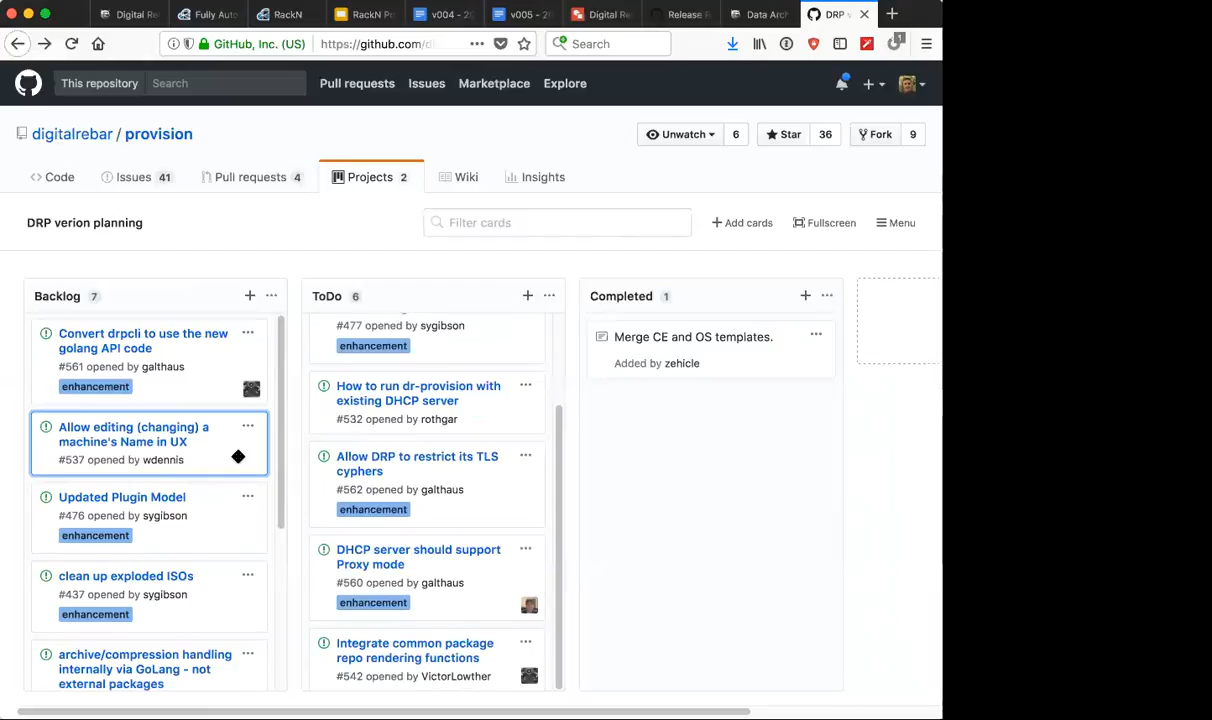 Digital Re
Fully Auto
RackN
RackN Pr
v004 - 20
v005 - 20
Digital Re
Release
Data Arch
DRP v
GitHub, Inc. (US)
https://github.com/di
Search
1
This repository
Search
Pull requests
Issues
Marketplace
Explore
digitalrebar / provision
Unwatch
6
Star
36
Fork
9
Code
Issues 41
Pull requests 4
Projects 2
Wiki
Insights
DRP verion planning
Filter cards
Add cards
Fullscreen
Menu
Backlog 7
Convert drpcli to use the new
golang API code
#561 opened by galthaus
enhancement
Allow editing (changing) a
machine's Name in UX
#537 opened by wdennis
Updated Plugin Model
#476 opened by sygibson
enhancement
clean up exploded ISOs
#437 opened by sygibson
enhancement
archive/compression handling
internally via GoLang - not
external packages
ToDo 6
#477 opened by sygibson
enhancement
How to run dr-provision with
existing DHCP server
#532 opened by rothgar
Allow DRP to restrict its TLS
cyphers
#562 opened by galthaus
enhancement
DHCP server should support
Proxy mode
#560 opened by galthaus
enhancement
Integrate common package
repo rendering functions
#542 opened by VictorLowther
Completed 1
Merge CE and OS templates.
Added by zehicle